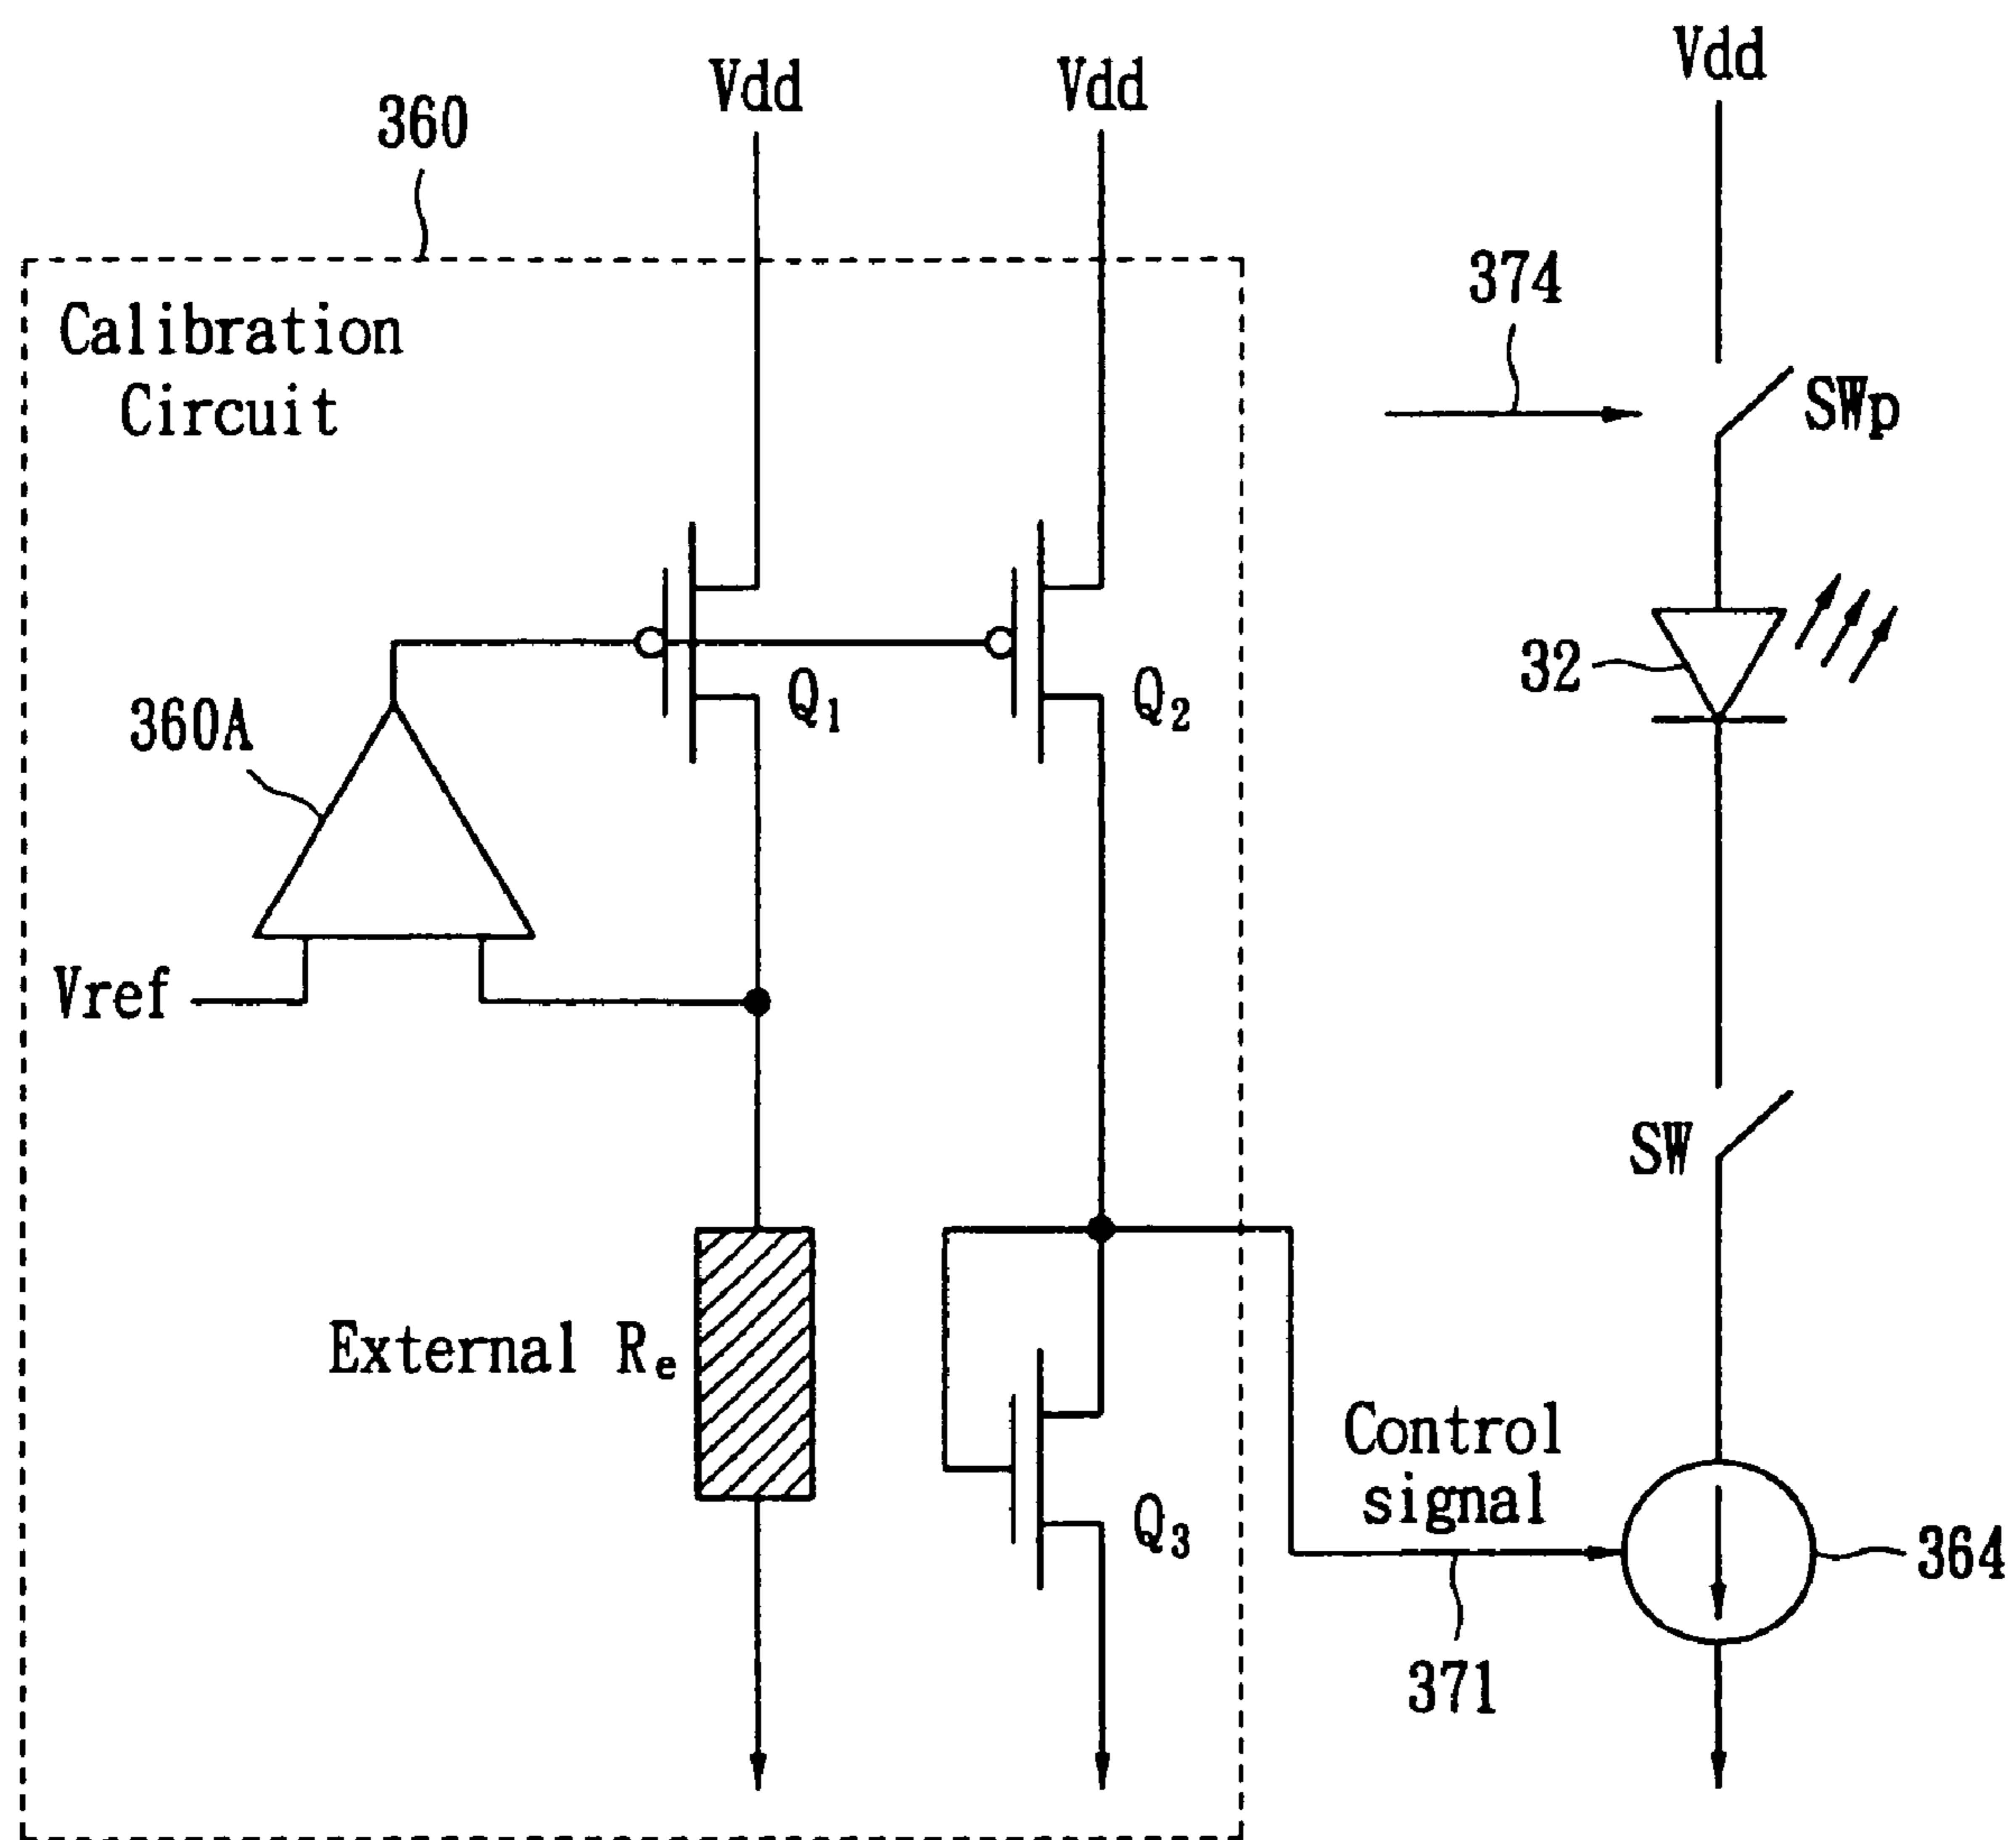 Vdd
Vdd
Vdd
360
Calibration
Circuit
374
SWp
360A
Q1
Q2
32
Vref
SW
External Re
Control
signal
Q3
364
371